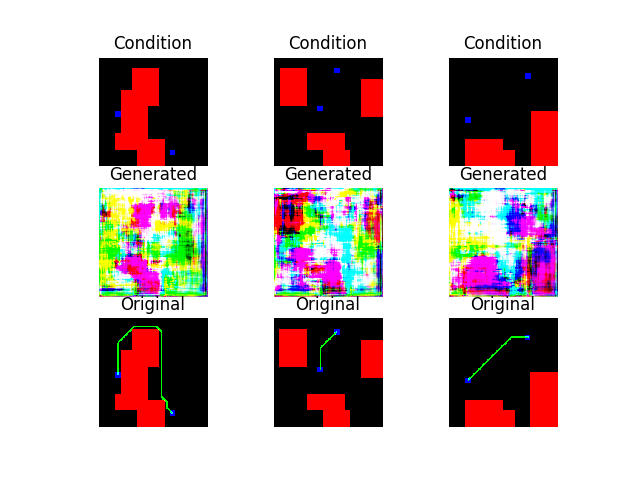 Condition Condition Condition
Generated Generated Generated
Original Original Original